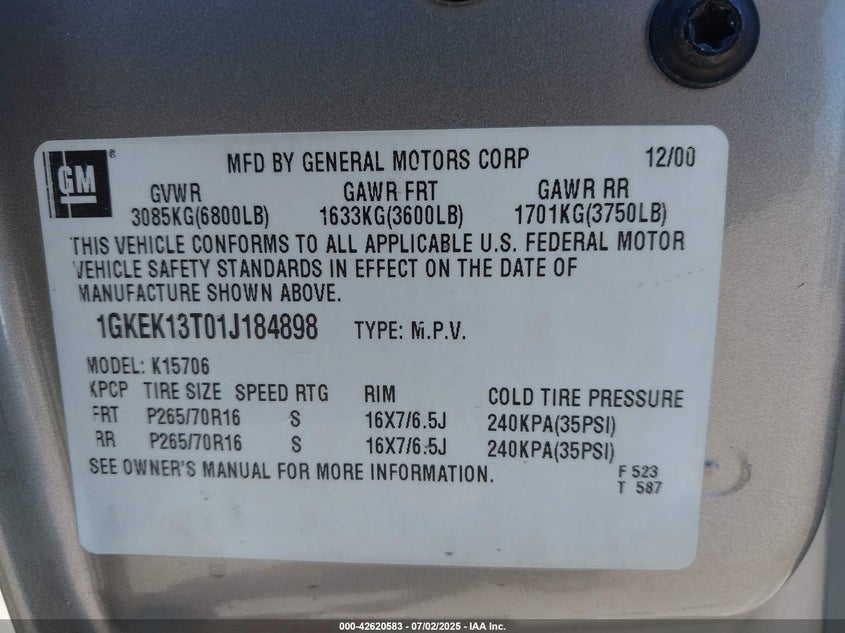 GM ®
MFD BY GENERAL MOTORS CORP 12/00
GVWR GAWR FRT GAWR RR
3085KG(6800LB) 1633KG(3600LB) 1701KG(3750LB)
THIS VEHICLE CONFORMS TO ALL APPLICABLE U.S. FEDERAL MOTOR
VEHICLE SAFETY STANDARDS IN EFFECT ON THE DATE OF
MANUFACTURE SHOWN ABOVE.
1GKEK13T01J184898 TYPE: M.P.V.
MODEL: K15706
KPCP TIRE SIZE SPEED RTG RIM COLD TIRE PRESSURE
FRT P265/70R16 S 16X7/6.5J 240KPA(35PSI)
RR P265/70R16 S 16X7/6.5J 240KPA(35PSI)
SEE OWNER'S MANUAL FOR MORE INFORMATION.
F 523
T 587
000-42620583 - 07/02/2025 - IAA Inc.